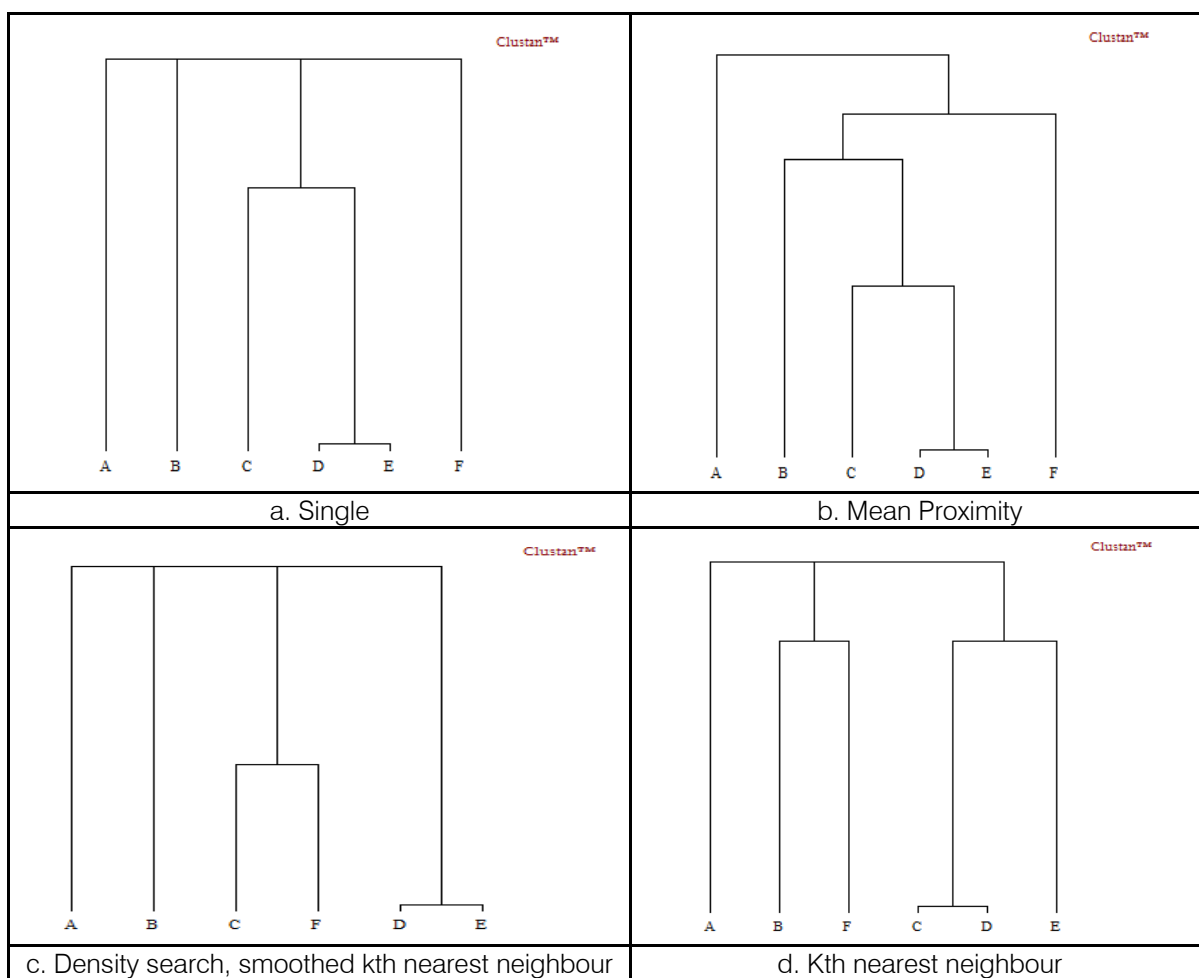 Clustan™
A B C D E F
a. Single
Clustan™
A B C D E F
b. Mean Proximity
Clustan™
A B C F D E
c. Density search, smoothed kth nearest neighbour
Clustan™
A B F C D E
d. Kth nearest neighbour